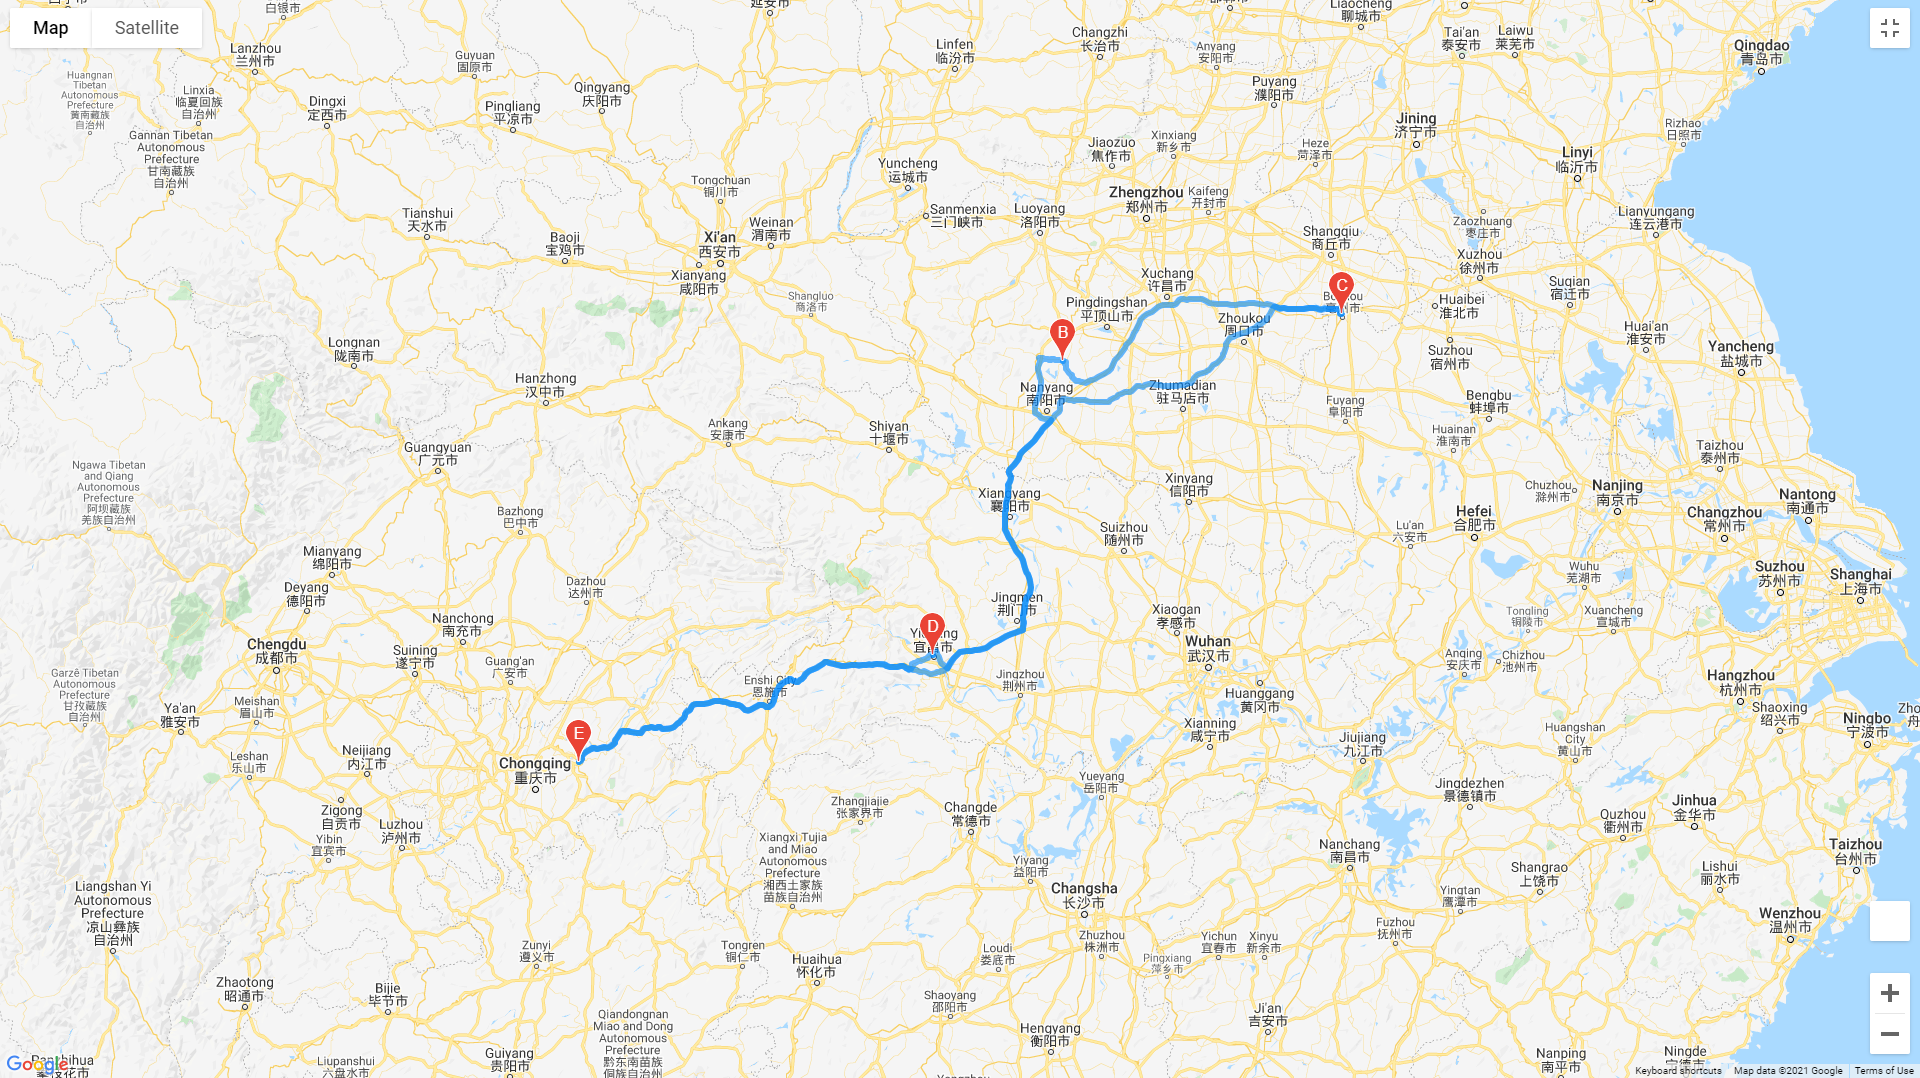 Map
Satellite
白银市
延安市
Liaocheng
聊城市
Lanzhou
兰州市
Guyuan
固原市
Linfen
临汾市
Changzhi
长治市
Anyang
安阳市
Tai'an
泰安市
Laiwu
莱芜市
Qingdao
青岛市
Huangnan
Tibetan
Autonomous
Prefecture
黄南藏族
自治州
Linxia
临夏回族
自治州
Dingxi
定西市
Pingliang
平凉市
Qingyang
庆阳市
Puyang
濮阳市
Jining
济宁市
Rizhao
日照市
Gannan Tibetan
Autonomous
Prefecture
甘南藏族
自治州
Yuncheng
运城市
Jiaozuo
焦作市
Xinxiang
新乡市
Heze
菏泽市
Linyi
临沂市
Tongchuan
铜川市
Zhengzhou
郑州市
Kaifeng
开封市
Tianshui
天水市
Weinan
渭南市
Sanmenxia
三门峡市
Luoyang
洛阳市
Zaozhuang
枣庄市
Lianyungang
连云港市
Baoji
宝鸡市
Xi'an
西安市
Shangqiu
商丘市
Xianyang
咸阳市
Xuchang
许昌市
Xuzhou
徐州市
Suqian
宿迁市
C
Shangluo
商洛市
Pingdingshan
平顶山市
Huaibei
淮北市
Zhoukou
周口市
B
Longnan
陇南市
Huai'an
淮安市
Yancheng
盐城市
Suzhou
宿州市
Hanzhong
汉中市
Nanyang
南阳市
Zhumadian
驻马店市
Fuyang
阜阳市
Bengbu
蚌埠市
Ankang
安康市
Shiyan
十堰市
Huainan
淮南市
Taizhou
泰州市
Guangyuan
广元市
Ngawa Tibetan
and Qiang
Autonomous
Prefecture
阿坝藏族
羌族自治州
Xiangyang
襄阳市
Xinyang
信阳市
Chuzhou
滁州市
Nanjing
南京市
Nantong
南通市
Bazhong
巴中市
Hefei
合肥市
Changzhou
常州市
Suizhou
随州市
Lu'an
六安市
Mianyang
绵阳市
Dazhou
达州市
Wuhu
芜湖市
Suzhou
苏州市
Shanghai
上海市
Deyang
德阳市
Jingmen
荆门市
Xiaogan
孝感市
Tongling
铜陵市
Xuancheng
宣城市
Nanchong
南充市
D
Wuhan
武汉市
Chengdu
成都市
Suining
遂宁市
Guang'an
广安市
Anqing
安庆市
Chizhou
池州市
Garzê Tibetan
Autonomous
Prefecture
甘孜藏族
自治州
Enshi City
恩施市
Jingzhou
荆州市
Huanggang
黄冈市
Hangzhou
杭州市
Ya'an
雅安市
Meishan
眉山市
Shaoxing
绍兴市
Ningbo
宁波市
Xianning
咸宁市
Huangshan
City
黄山市
E
Jiujiang
九江市
Leshan
乐山市
Neijiang
内江市
Chongqing
重庆市
Yueyang
岳阳市
Jingdezhen
景德镇市
Zigong
自贡市
Zhangjiajie
张家界市
Changde
常德市
Jinhua
金华市
Quzhou
衢州市
Luzhou
泸州市
Yibin
宜宾市
Xiangxi Tujia
and Miao
Autonomous
Prefecture
湘西土家族
苗族自治州
Nanchang
南昌市
Taizhou
台州市
Yiyang
益阳市
Shangrao
上饶市
Lishui
丽水市
Liangshan Yi
Autonomous
Prefecture
凉山彝族
自治州
Changsha
长沙市
Yingtan
鹰潭市
Wenzhou
温州市
Fuzhou
抚州市
Zunyi
遵义市
Tongren
铜仁市
Loudi
娄底市
Zhuzhou
株洲市
Yichun
宜春市
Xinyu
新余市
Huaihua
怀化市
Pingxiang
萍乡市
Zhaotong
昭通市
Bijie
毕节市
Shaoyang
邵阳市
Ji'an
吉安市
Qiandongnan
Miao and Dong
Autonomous
Prefecture
黔东南苗族
侗族自治州
Hengyang
衡阳市
Guiyang
贵阳市
Liupanshui
六盘水市
Nanping
南平市
Ningde
宁德市
Google
Keyboard shortcuts
Map data ©2021 Google
Terms of Use